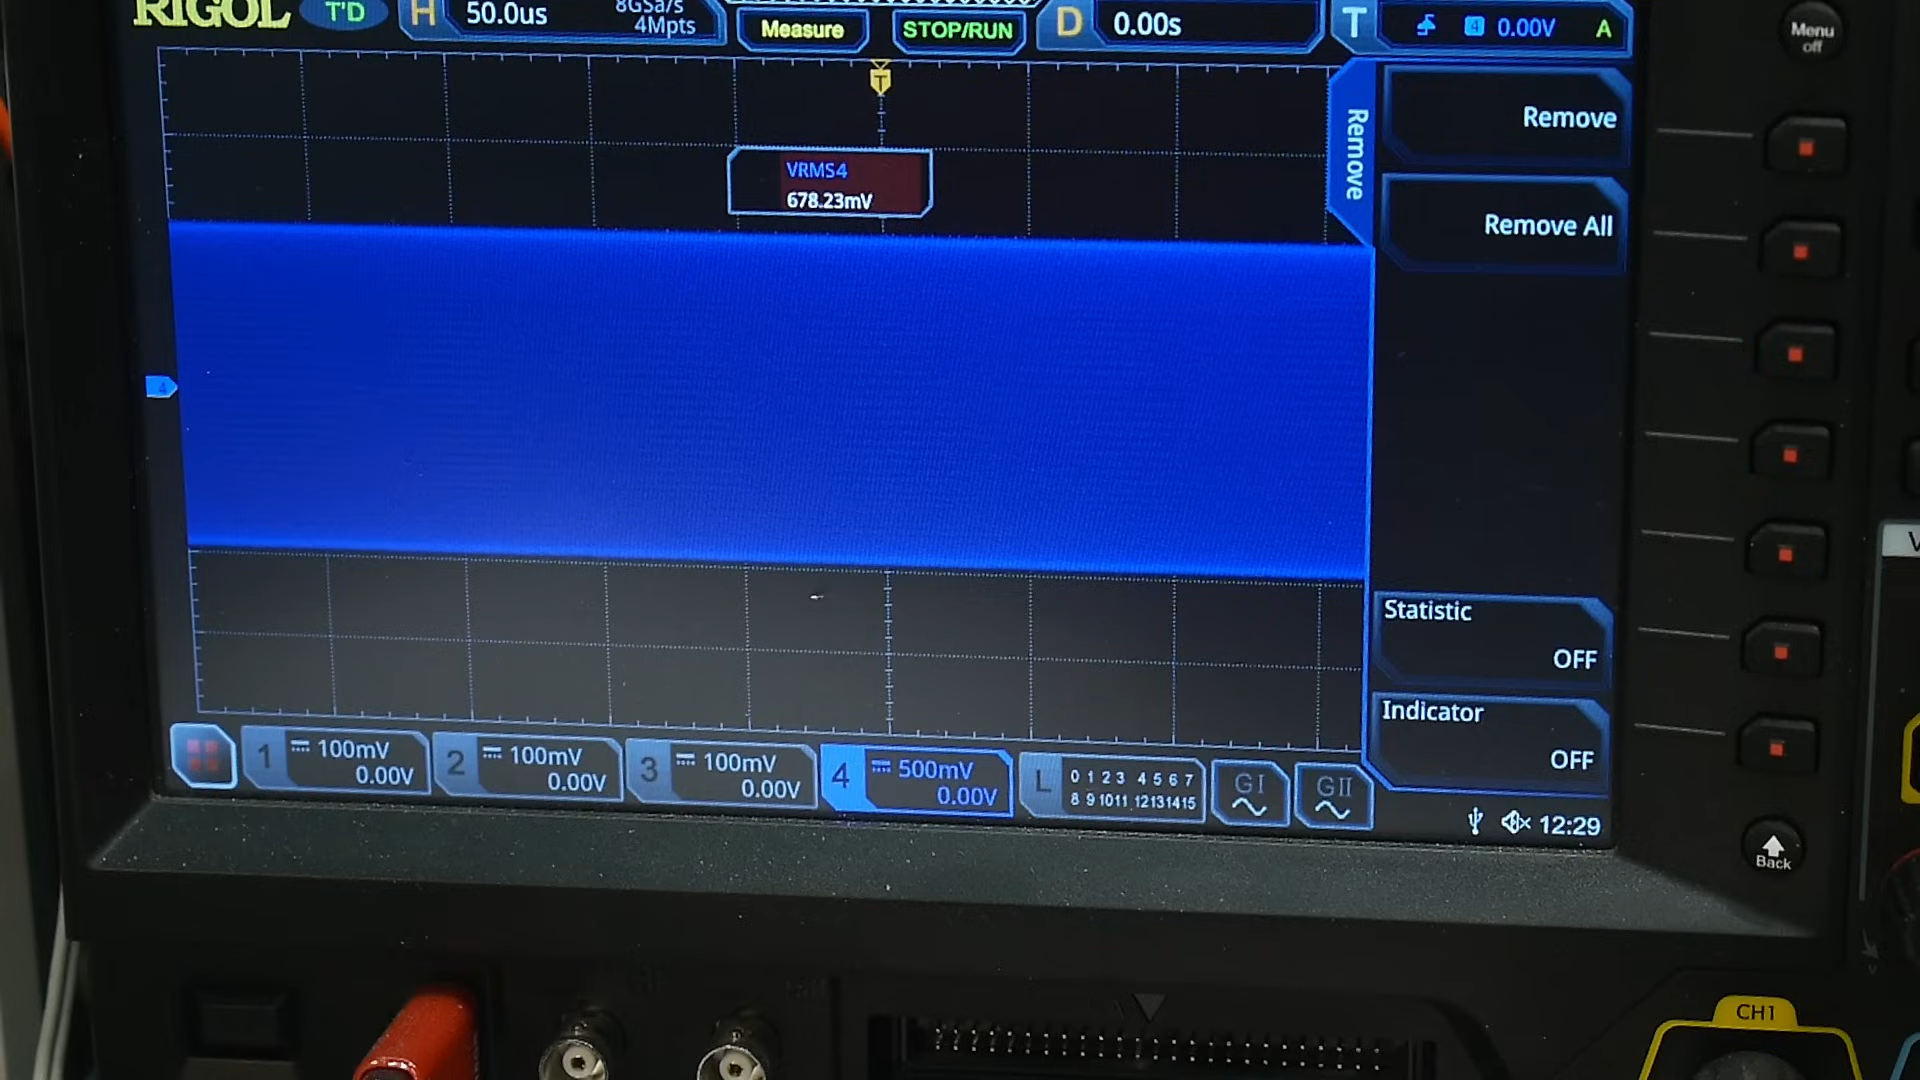 RIGOL T'D H 50.0us 8GSa/s 4Mpts Measure STOP/RUN D 0.00s T 4 0.00V A
Menu off
T
Remove
Remove
Remove All
VRMS4
678.23mV
4
Statistic
OFF
Indicator
OFF
1 100mV 0.00V
2 100mV 0.00V
3 100mV 0.00V
4 500mV 0.00V
L 0 1 2 3 4 5 6 7
8 9 10 11 12 13 14 15
GI
GII
12:29
Back
CH1